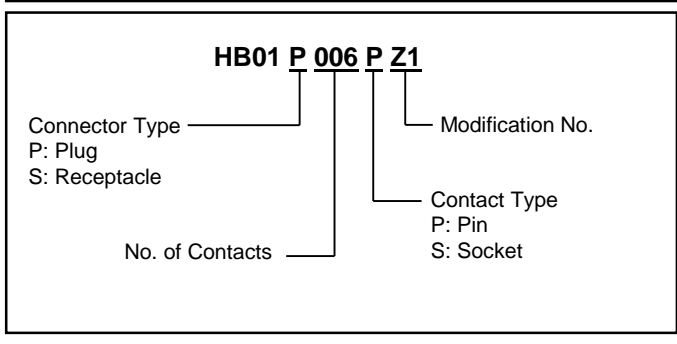 HB01 P 006 P Z1
Connector Type
P: Plug
S: Receptacle
Modification No.
Contact Type
P: Pin
S: Socket
No. of Contacts